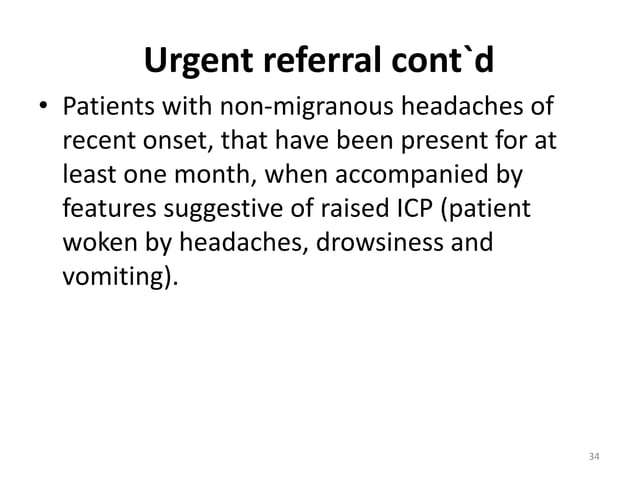 Urgent referral cont`d
• Patients with non-migranous headaches of
recent onset, that have been present for at
least one month, when accompanied by
features suggestive of raised ICP (patient
woken by headaches, drowsiness and
vomiting).
34